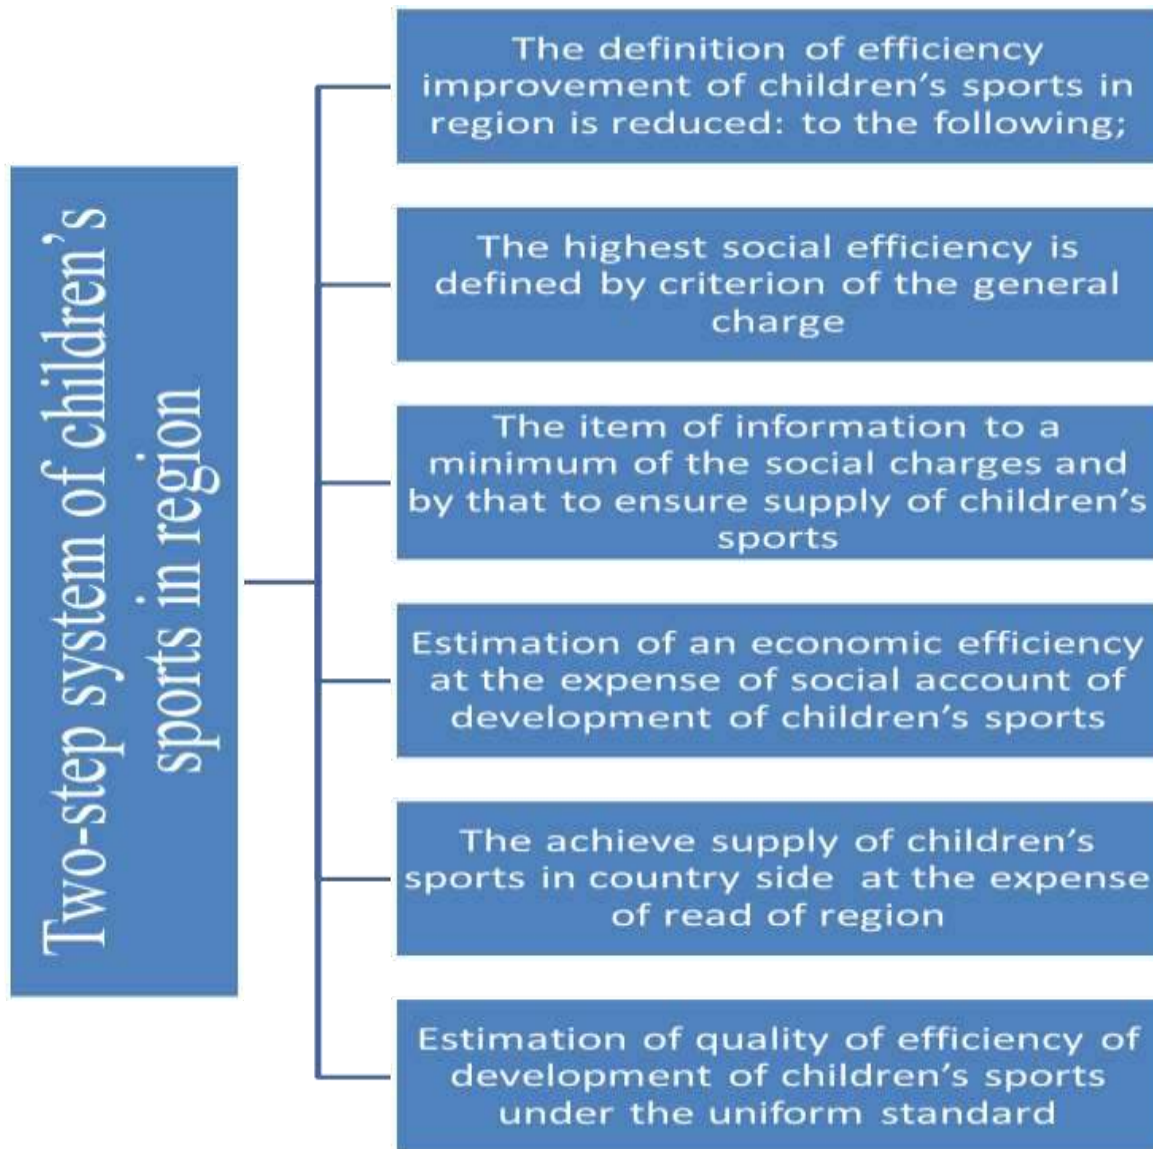 Two-step system of children’s
sports in region
The definition of efficiency
improvement of children’s sports in
region is reduced: to the following;
The highest social efficiency is
defined by criterion of the general
charge
The item of information to a
minimum of the social charges and
by that to ensure supply of children’s
sports
Estimation of an economic efficiency
at the expense of social account of
development of children’s sports
The achieve supply of children’s
sports in country side at the expense
of read of region
Estimation of quality of efficiency of
development of children’s sports
under the uniform standard